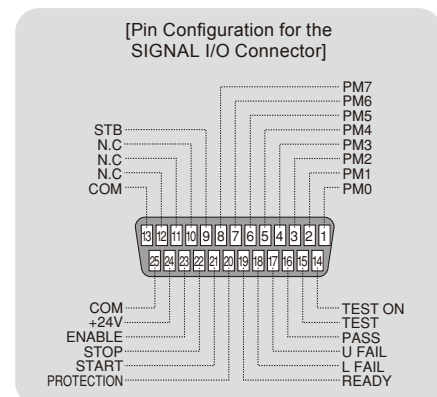 [Pin Configuration for the
SIGNAL I/O Connector]
PM7
PM6
PM5
PM4
PM3
PM2
PM1
PM0
STB
N.C
N.C
N.C
COM
13 12 11 10 9 8 7 6 5 4 3 2 1
25 24 23 22 21 20 19 18 17 16 15 14
COM
+24V
ENABLE
STOP
START
PROTECTION
TEST ON
TEST
PASS
U FAIL
L FAIL
READY